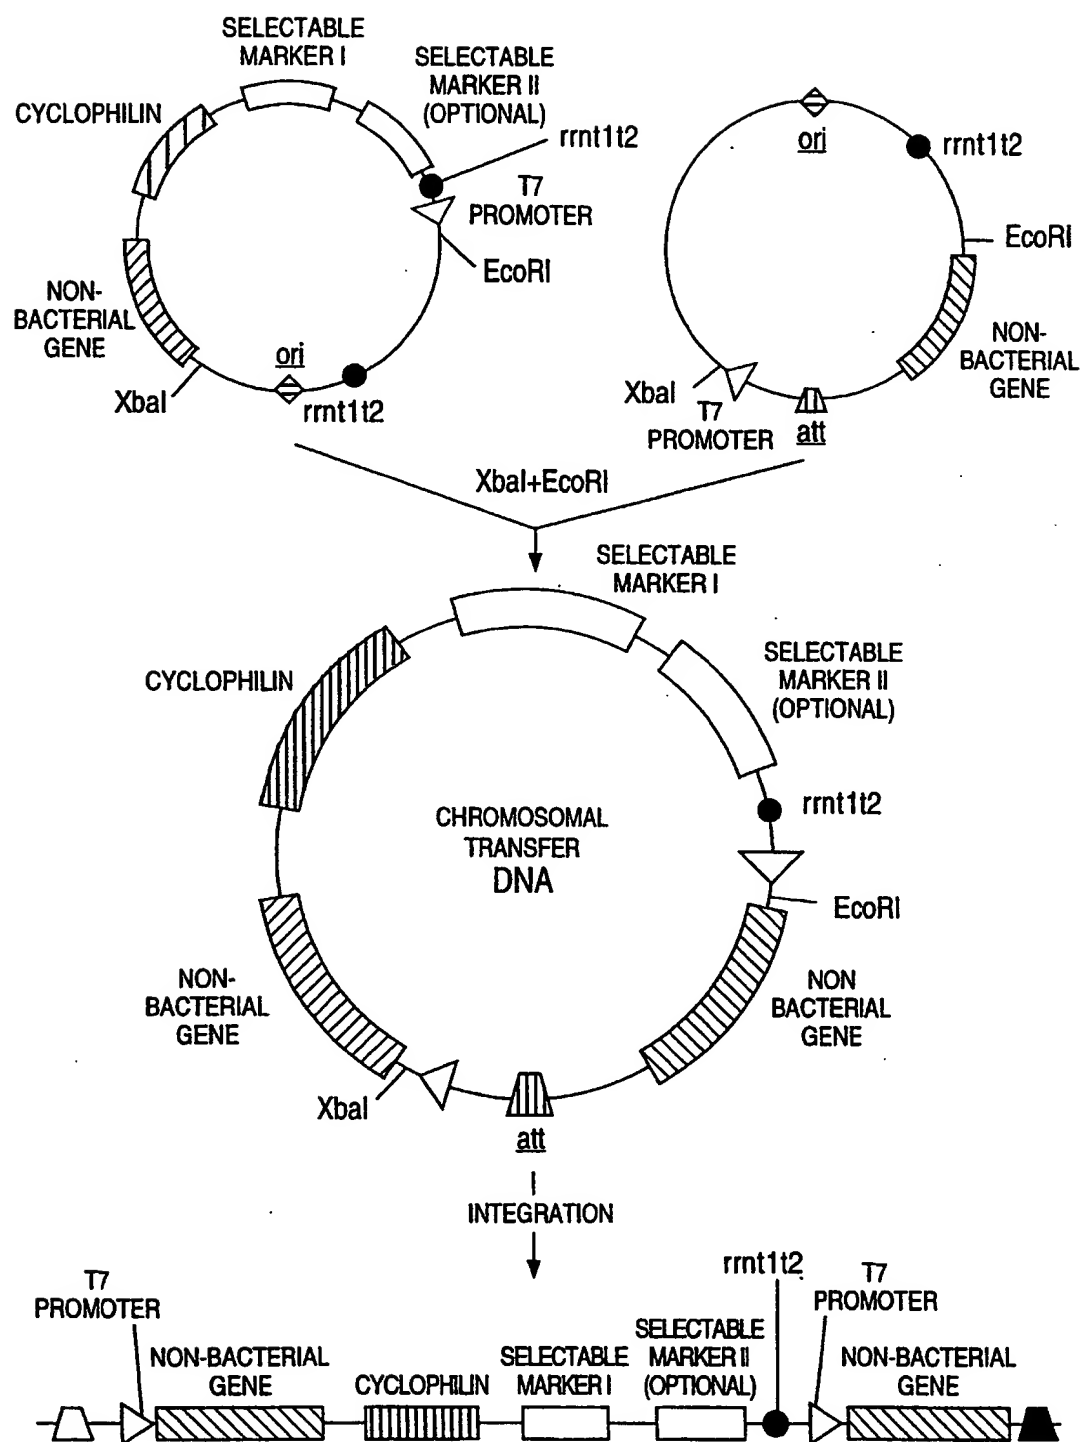 SELECTABLE
MARKER I
SELECTABLE
MARKER II
(OPTIONAL)
CYCLOPHILIN
rrnt1t2
T7
PROMOTER
EcoRI
NON-
BACTERIAL
GENE
XbaI
ori
rrnt1t2
ori
rrnt1t2
EcoRI
NON-
BACTERIAL
GENE
XbaI
T7
PROMOTER
att
XbaI+EcoRI
SELECTABLE
MARKER I
SELECTABLE
MARKER II
(OPTIONAL)
CYCLOPHILIN
rrnt1t2
CHROMOSOMAL
TRANSFER
DNA
EcoRI
NON-
BACTERIAL
GENE
NON
BACTERIAL
GENE
XbaI
att
INTEGRATION
T7
PROMOTER
NON-BACTERIAL
GENE
CYCLOPHILIN
SELECTABLE
MARKER I
SELECTABLE
MARKER II
(OPTIONAL)
rrnt1t2
T7
PROMOTER
NON-BACTERIAL
GENE